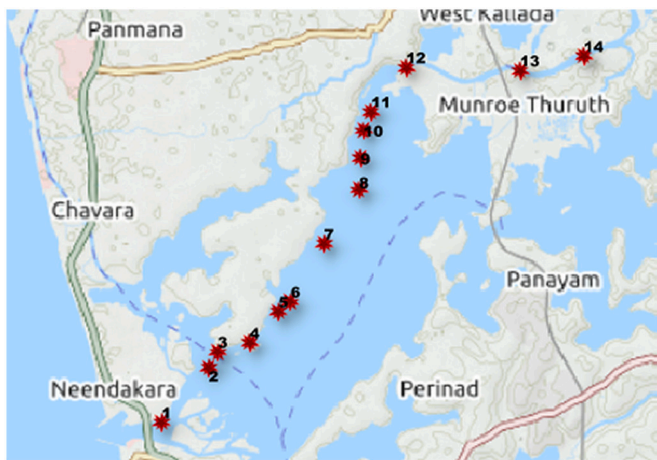 West Kallada
Panmana
12
13
14
11
Munroe Thuruth
10
9
8
Chavara
7
Panayam
6
5
4
3
2
Neendakara
Perinad
1